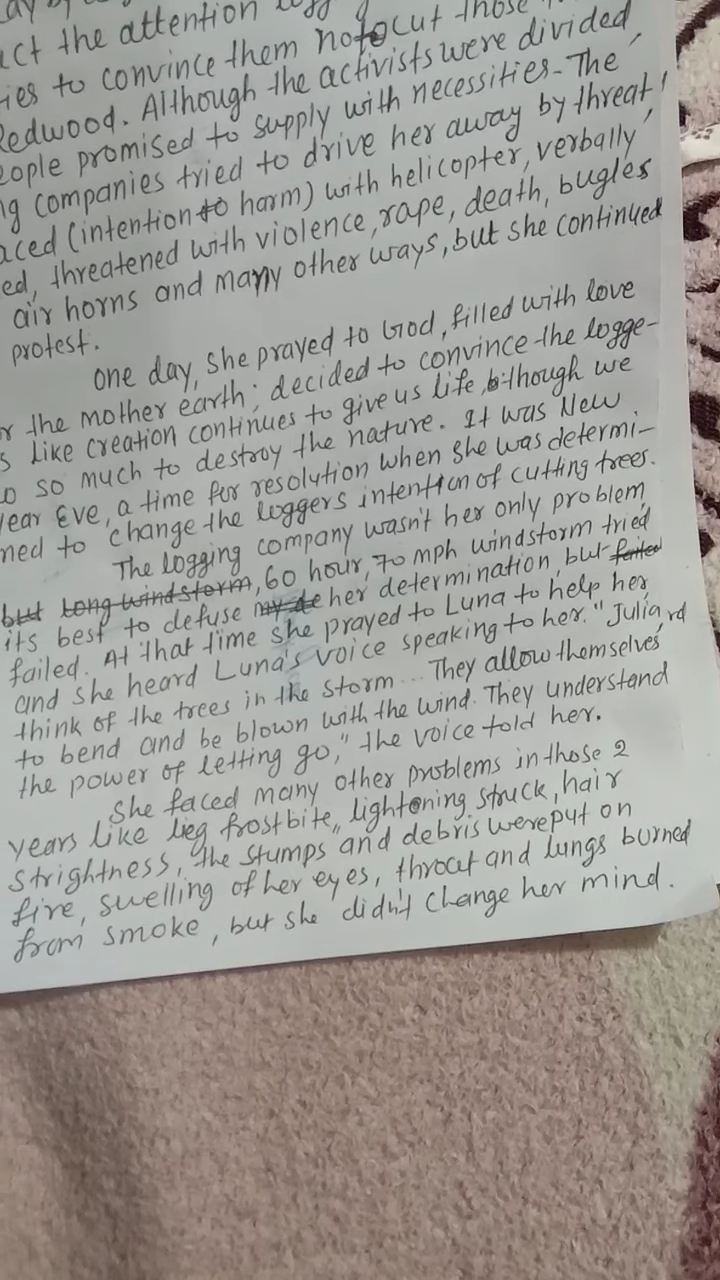 act the attention
ies to convince them not to cut those
Redwood. Although the activists were divided,
eople promised to supply with necessities. The
ng companies tried to drive her away by threat,
aced (intention to harm) with helicopter, verbally,
ed, threatened with violence, rape, death, bugles
air horns and many other ways, but she continued
protest.
One day, she prayed to God, filled with love
r the mother earth; decided to convince the logge-
s like creation continues to give us life, though we
o so much to destroy the nature. It was New
Year Eve, a time for resolution when she was determi-
ned to change the loggers intention of cutting trees.
The logging company wasn't her only problem
but long windstorm, 60 hour, 70 mph windstorm tried
its best to defuse her determination, but failed
failed. At that time she prayed to Luna to help her
and she heard Luna's voice speaking to her. "Julia,
think of the trees in the storm... They allow themselves
to bend and be blown with the wind. They understand
the power of letting go," the voice told her.
She faced many other problems in those 2
years like leg frostbite, lightening struck, hair
strightness, the stumps and debris were put on
fire, swelling of her eyes, throat and lungs burned
from smoke, but she didn't change her mind.